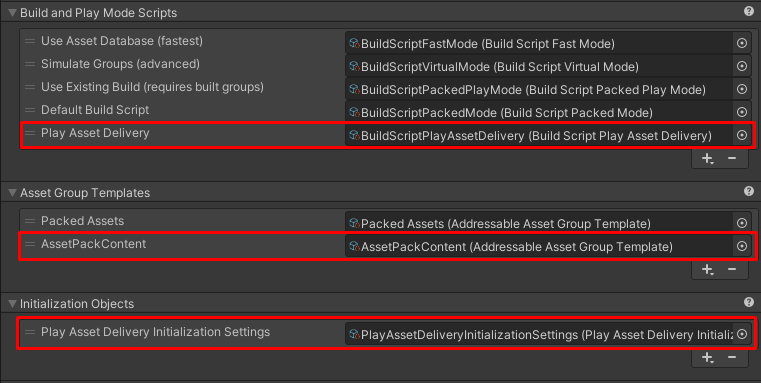 Build and Play Mode Scripts
Use Asset Database (fastest) BuildScriptFastMode (Build Script Fast Mode)
Simulate Groups (advanced) BuildScriptVirtualMode (Build Script Virtual Mode)
Use Existing Build (requires built groups) BuildScriptPackedPlayMode (Build Script Packed Play Mode)
Default Build Script BuildScriptPackedMode (Build Script Packed Mode)
Play Asset Delivery BuildScriptPlayAssetDelivery (Build Script Play Asset Delivery)
Asset Group Templates
Packed Assets Packed Assets (Addressable Asset Group Template)
AssetPackContent AssetPackContent (Addressable Asset Group Template)
Initialization Objects
Play Asset Delivery Initialization Settings PlayAssetDeliveryInitializationSettings (Play Asset Delivery Initializ